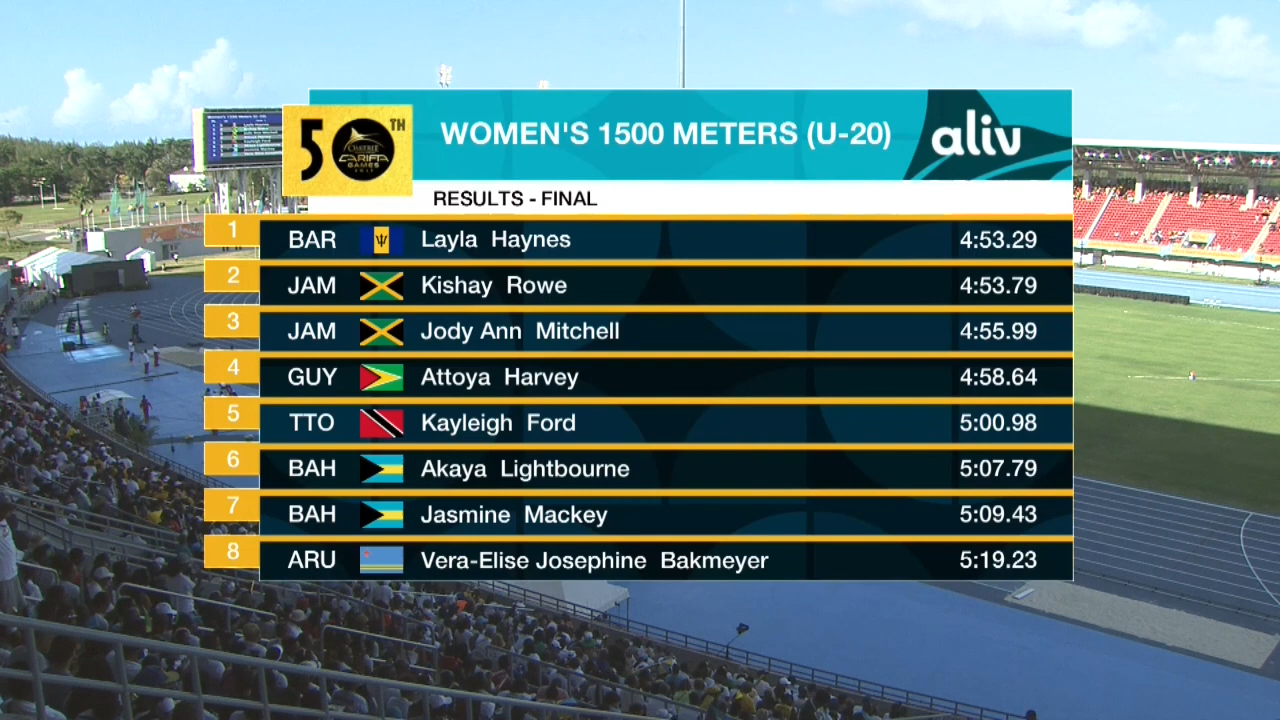 50TH
CARIFTA
GAMES
WOMEN'S 1500 METERS (U-20)
aliv
RESULTS - FINAL
1 BAR Layla Haynes 4:53.29
2 JAM Kishay Rowe 4:53.79
3 JAM Jody Ann Mitchell 4:55.99
4 GUY Attoya Harvey 4:58.64
5 TTO Kayleigh Ford 5:00.98
6 BAH Akaya Lightbourne 5:07.79
7 BAH Jasmine Mackey 5:09.43
8 ARU Vera-Elise Josephine Bakmeyer 5:19.23